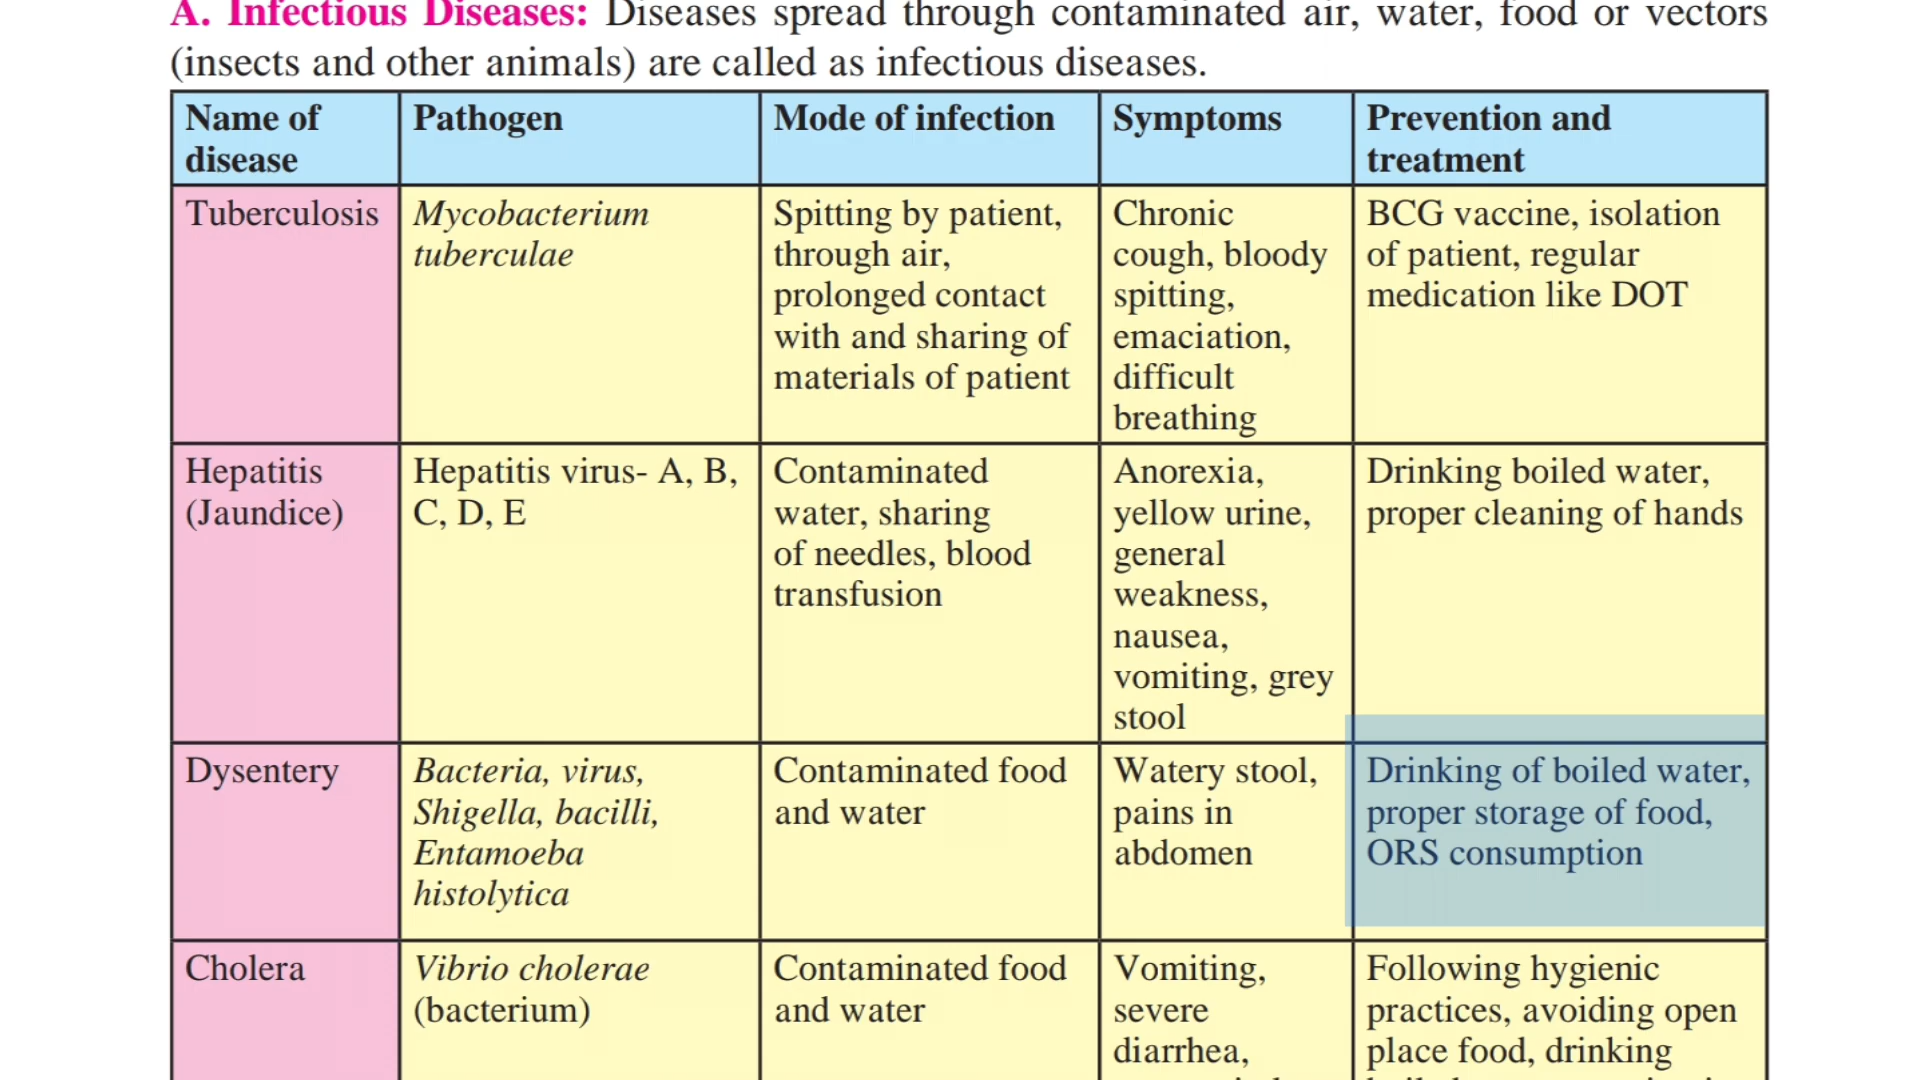 A. Infectious Diseases: Diseases spread through contaminated air, water, food or vectors
(insects and other animals) are called as infectious diseases.
Name of
disease
Pathogen
Mode of infection
Symptoms
Prevention and
treatment
Tuberculosis
Mycobacterium
tuberculae
Spitting by patient,
through air,
prolonged contact
with and sharing of
materials of patient
Chronic
cough, bloody
spitting,
emaciation,
difficult
breathing
BCG vaccine, isolation
of patient, regular
medication like DOT
Hepatitis
(Jaundice)
Hepatitis virus- A, B,
C, D, E
Contaminated
water, sharing
of needles, blood
transfusion
Anorexia,
yellow urine,
general
weakness,
nausea,
vomiting, grey
stool
Drinking boiled water,
proper cleaning of hands
Dysentery
Bacteria, virus,
Shigella, bacilli,
Entamoeba
histolytica
Contaminated food
and water
Watery stool,
pains in
abdomen
Drinking of boiled water,
proper storage of food,
ORS consumption
Cholera
Vibrio cholerae
(bacterium)
Contaminated food
and water
Vomiting,
severe
diarrhea,
Following hygienic
practices, avoiding open
place food, drinking